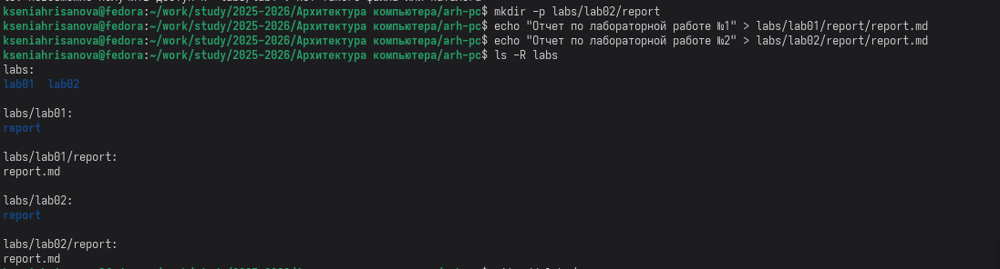 kseniahrisanova@fedora:~/work/study/2025-2026/Архитектура компьютера/arh-pc$ mkdir -p labs/lab02/report
kseniahrisanova@fedora:~/work/study/2025-2026/Архитектура компьютера/arh-pc$ echo "Отчет по лабораторной работе №1" > labs/lab01/report/report.md
kseniahrisanova@fedora:~/work/study/2025-2026/Архитектура компьютера/arh-pc$ echo "Отчет по лабораторной работе №2" > labs/lab02/report/report.md
kseniahrisanova@fedora:~/work/study/2025-2026/Архитектура компьютера/arh-pc$ ls -R labs
labs:
lab01  lab02
labs/lab01:
report
labs/lab01/report:
report.md
labs/lab02:
report
labs/lab02/report:
report.md